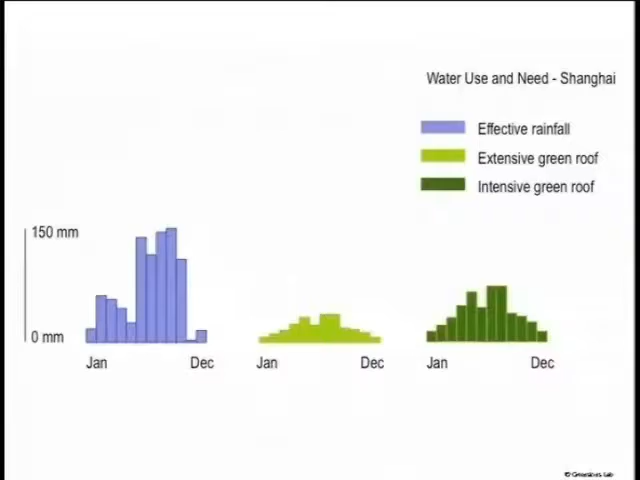 Water Use and Need - Shanghai
Effective rainfall
Extensive green roof
Intensive green roof
150 mm
0 mm
Jan
Dec
Jan
Dec
Jan
Dec